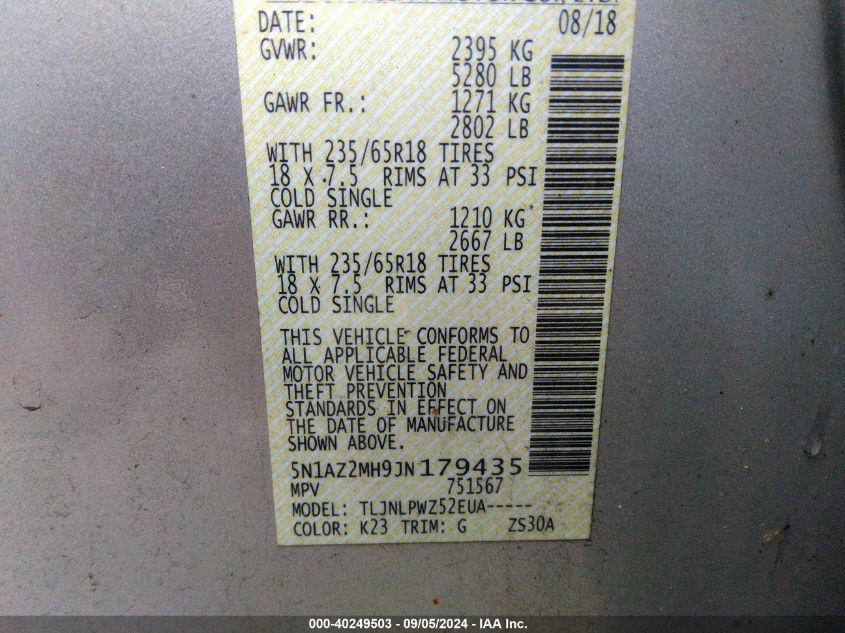 DATE: 08/18
GVWR: 2395 KG
5280 LB
GAWR FR.: 1271 KG
2802 LB
WITH 235/65R18 TIRES
18 X 7.5 RIMS AT 33 PSI
COLD SINGLE
GAWR RR.: 1210 KG
2667 LB
WITH 235/65R18 TIRES
18 X 7.5 RIMS AT 33 PSI
COLD SINGLE
THIS VEHICLE CONFORMS TO
ALL APPLICABLE FEDERAL
MOTOR VEHICLE SAFETY AND
THEFT PREVENTION
STANDARDS IN EFFECT ON
THE DATE OF MANUFACTURE
SHOWN ABOVE.
5N1AZ2MH9JN179435
MPV 751567
MODEL: TLJNLPWZ52EUA-----
COLOR: K23 TRIM: G ZS30A
000-40249503 - 09/05/2024 - IAA Inc.